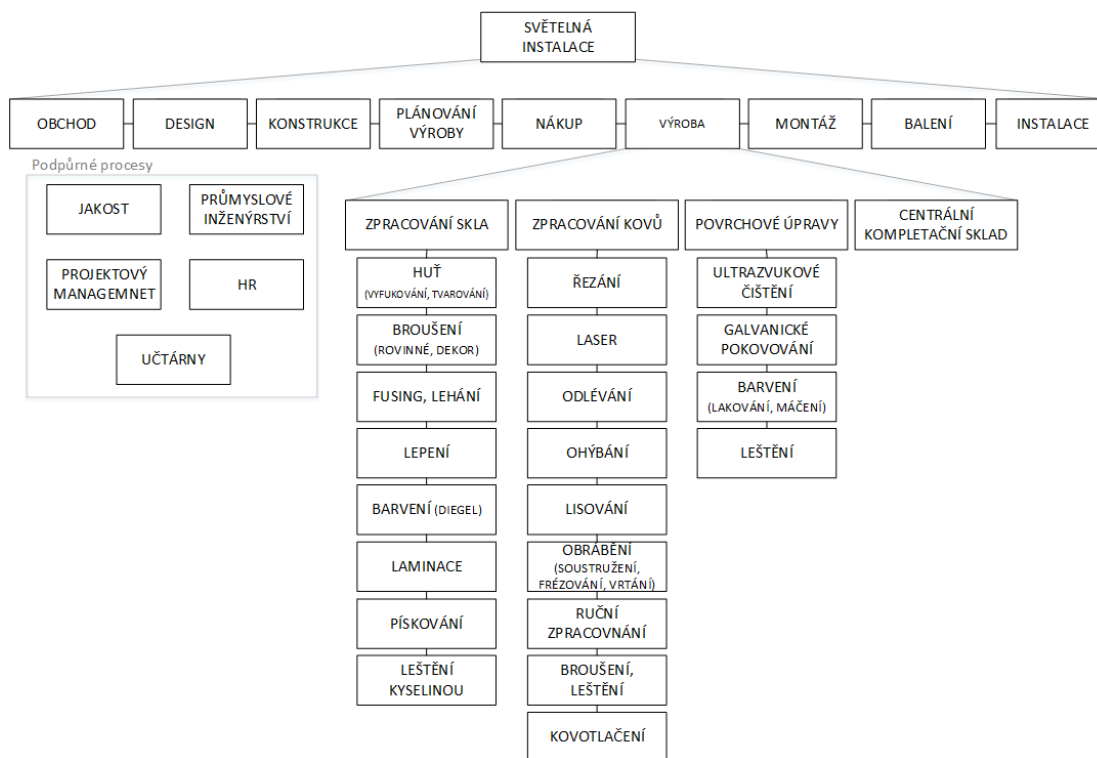 SVĚTELNÁ
INSTALACE
OBCHOD
DESIGN
KONSTRUKCE
PLÁNOVÁNÍ
VÝROBY
NÁKUP
VÝROBA
MONTÁŽ
BALENÍ
INSTALACE
Podpůrné procesy
JAKOST
PRŮMYSLOVÉ
INŽENÝRSTVÍ
PROJEKTOVÝ
MANAGEMNET
HR
UČTÁRNY
ZPRACOVÁNÍ SKLA
HUŤ
(VYFUKOVÁNÍ, TVAROVÁNÍ)
BROUŠENÍ
(ROVINNÉ, DEKOR)
FUSING, LEHÁNÍ
LEPENÍ
BARVENÍ (DIEGEL)
LAMINACE
PÍSKOVÁNÍ
LEŠTĚNÍ
KYSELINOU
ZPRACOVÁNÍ KOVŮ
ŘEZÁNÍ
LASER
ODLÉVÁNÍ
OHÝBÁNÍ
LISOVÁNÍ
OBRÁBĚNÍ
(SOUSTRUŽENÍ,
FRÉZOVÁNÍ, VRTÁNÍ)
RUČNÍ
ZPRACOVNÁNÍ
BROUŠENÍ,
LEŠTĚNÍ
KOVOTLAČENÍ
POVRCHOVÉ ÚPRAVY
ULTRAZVUKOVÉ
ČIŠTĚNÍ
GALVANICKÉ
POKOVOVÁNÍ
BARVENÍ
(LAKOVÁNÍ, MÁČENÍ)
LEŠTĚNÍ
CENTRÁLNÍ
KOMPLETAČNÍ SKLAD